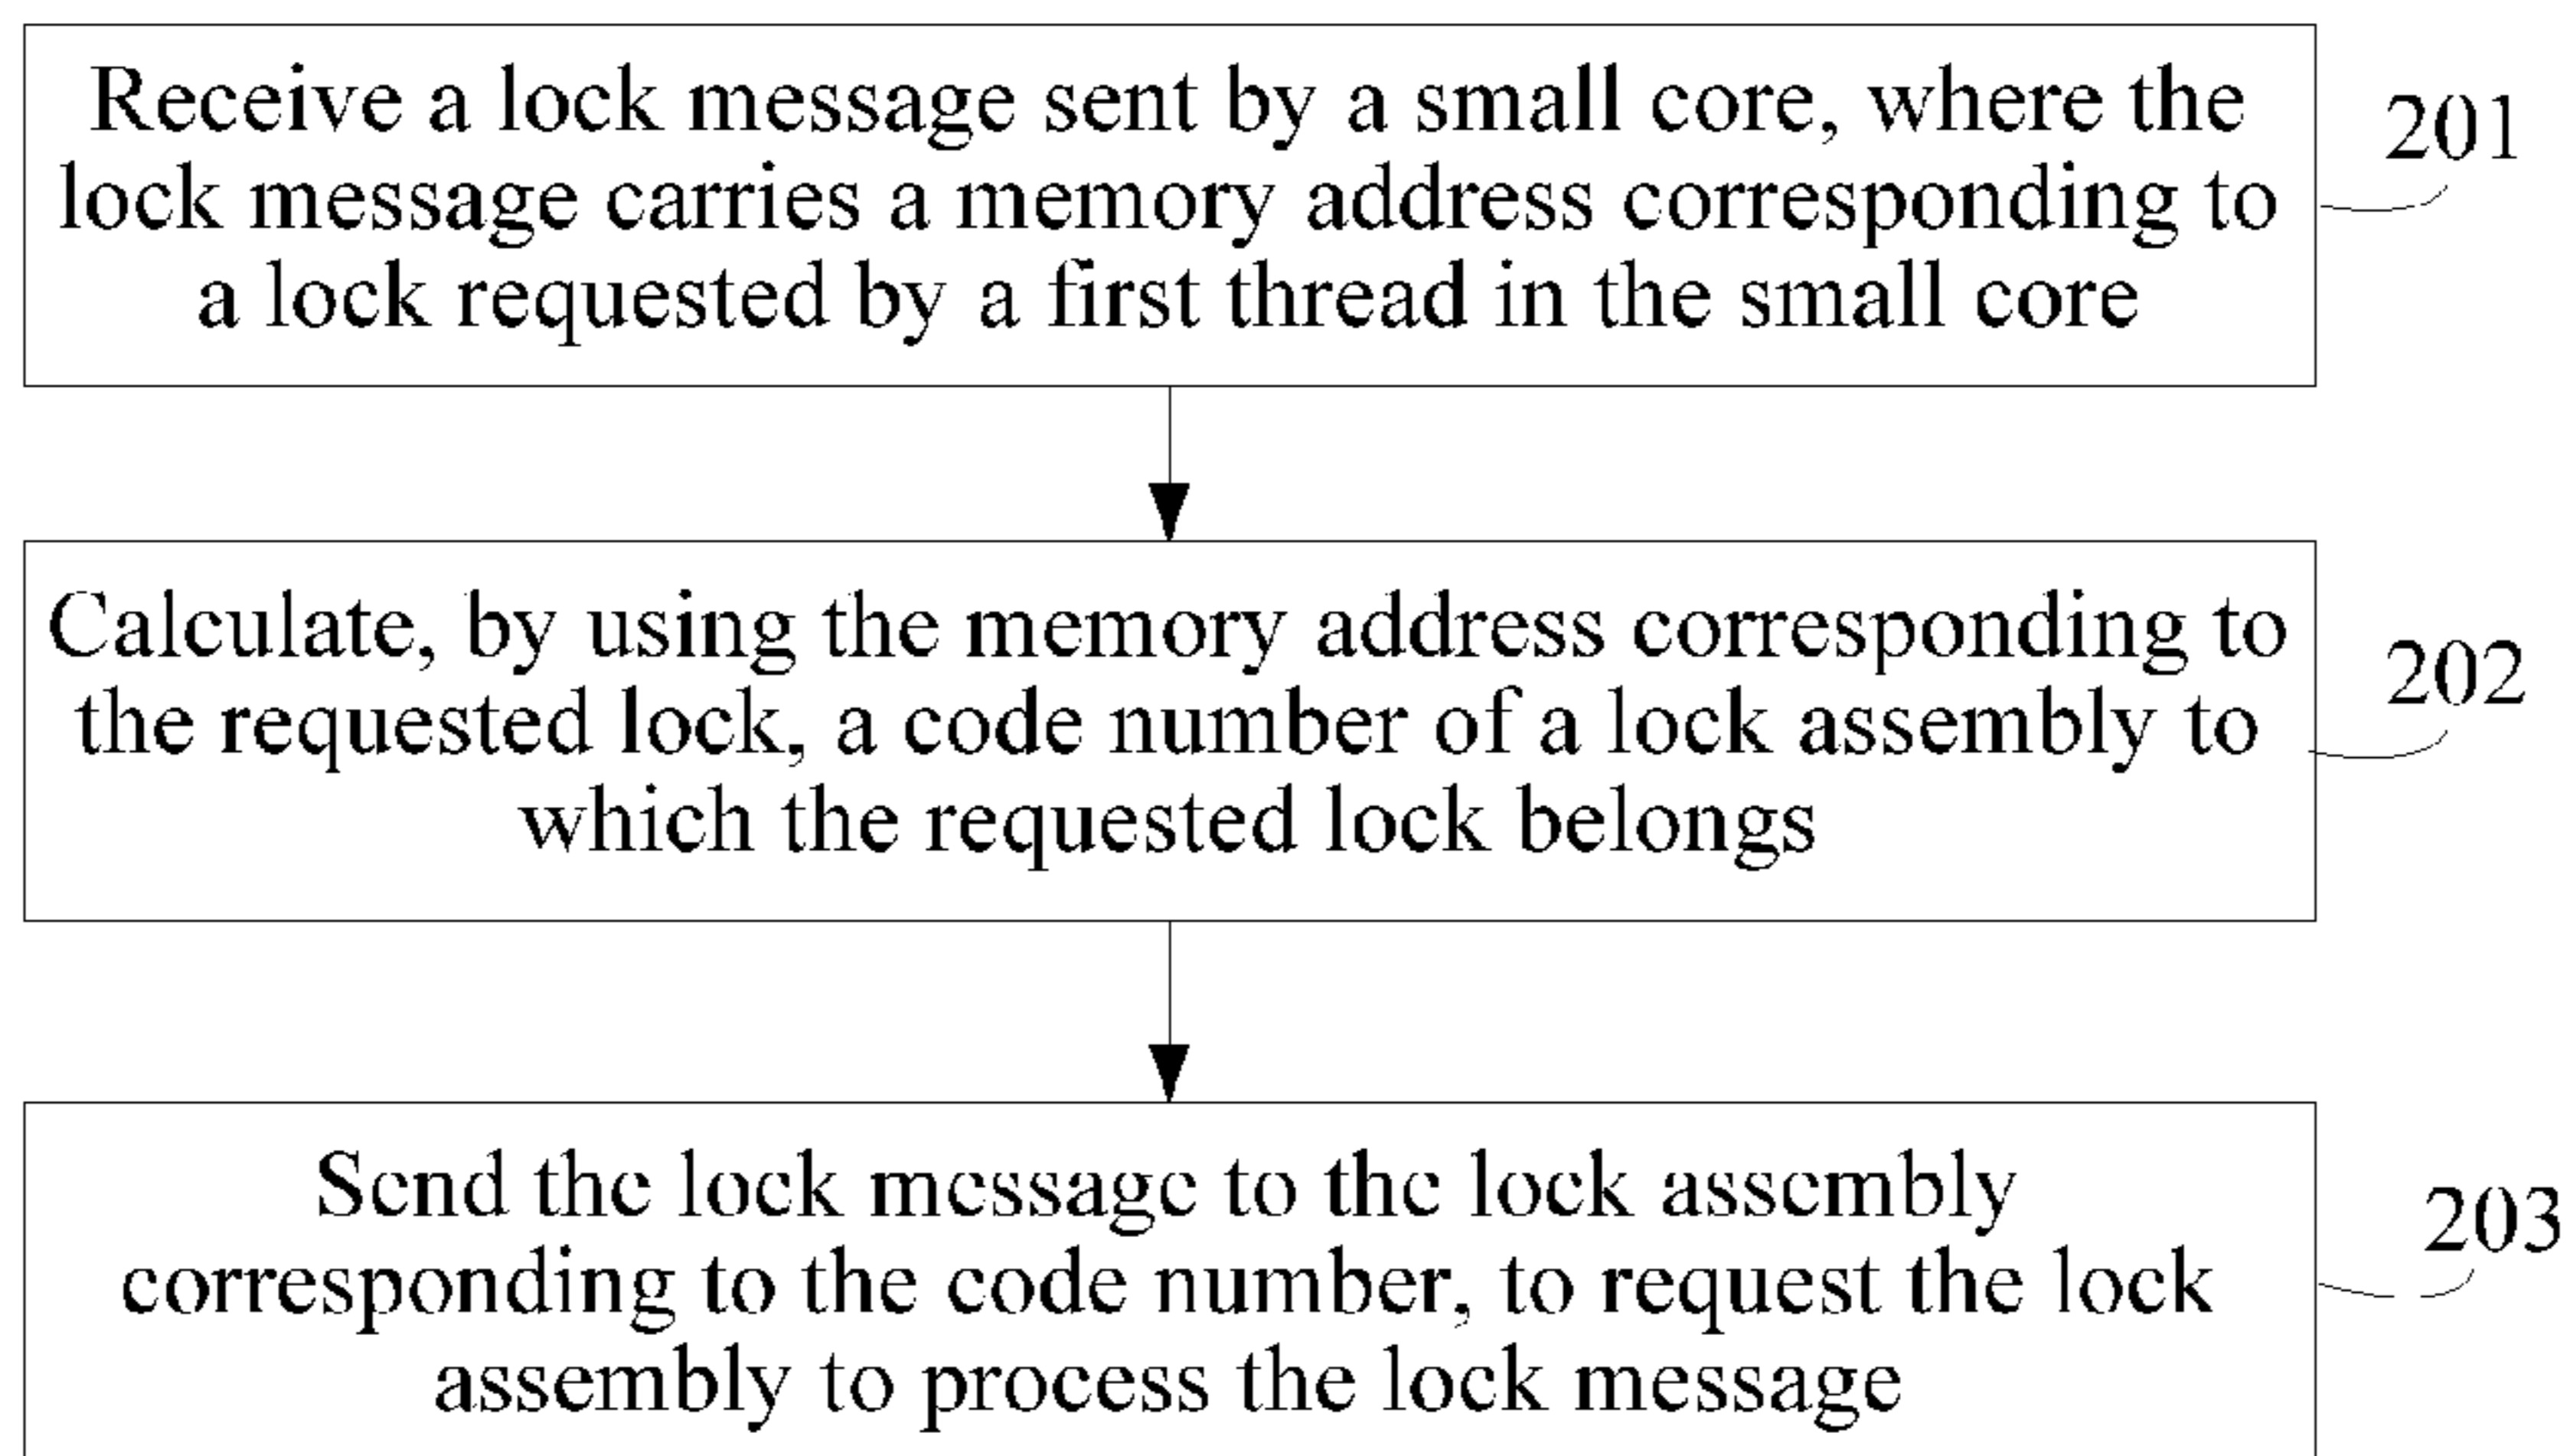 Receive a lock message sent by a small core, where the
lock message carries a memory address corresponding to
a lock requested by a first thread in the small core
201
Calculate, by using the memory address corresponding to
the requested lock, a code number of a lock assembly to
which the requested lock belongs
202
Send the lock message to the lock assembly
corresponding to the code number, to request the lock
assembly to process the lock message
203